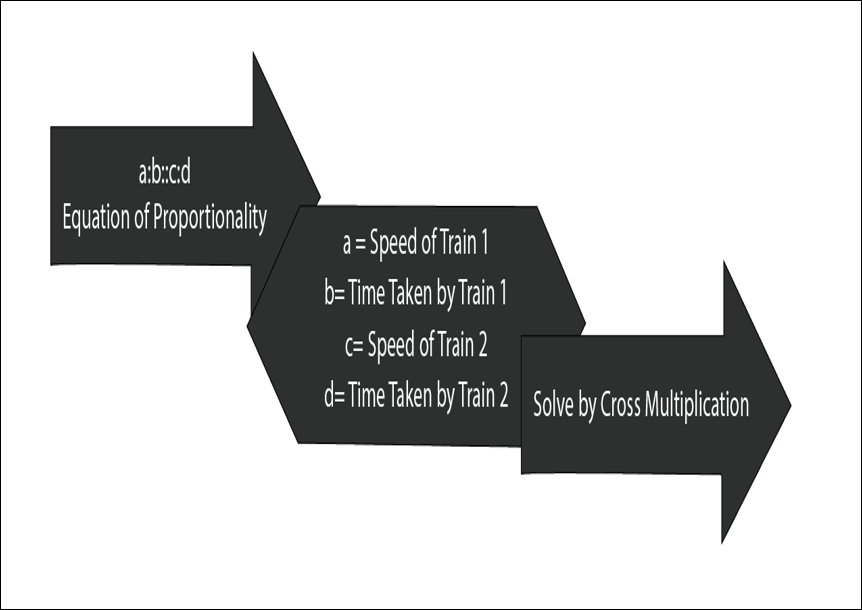 a:b::c:d
Equation of Proportionality
a = Speed of Train 1
b= Time Taken by Train 1
c= Speed of Train 2
d= Time Taken by Train 2
Solve by Cross Multiplication